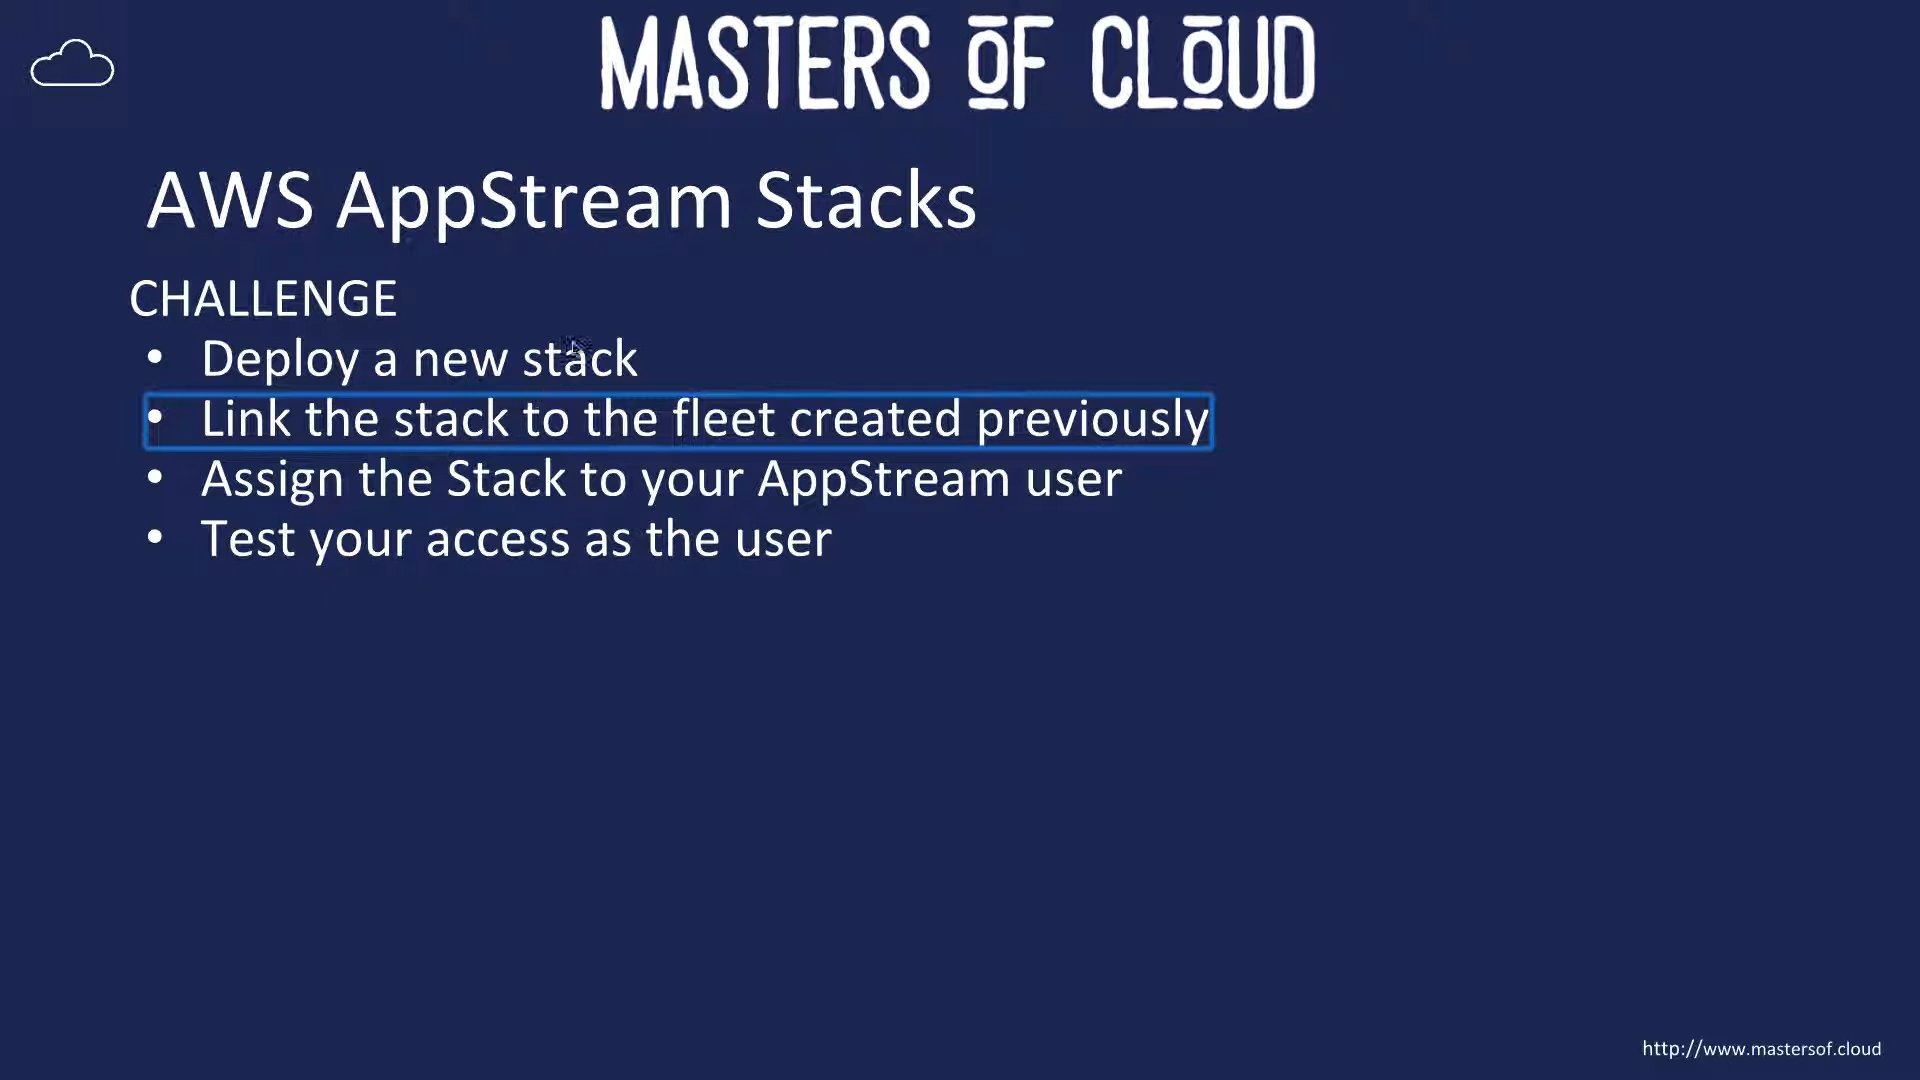 MASTERS OF CLOUD
AWS AppStream Stacks
CHALLENGE
• Deploy a new stack
• Link the stack to the fleet created previously
• Assign the Stack to your AppStream user
• Test your access as the user
http://www.mastersof.cloud